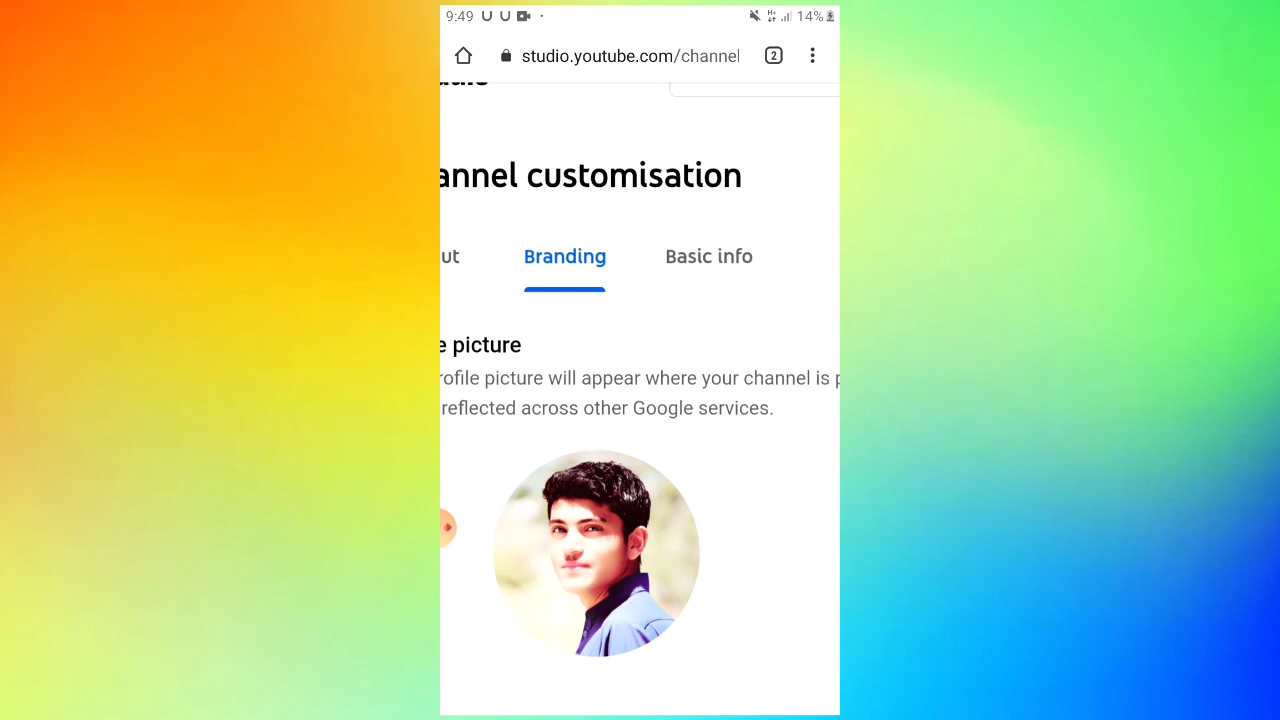 9:49
14%
2
studio.youtube.com/channel
annel customisation
ut Branding Basic info
e picture
rofile picture will appear where your channel is p
reflected across other Google services.